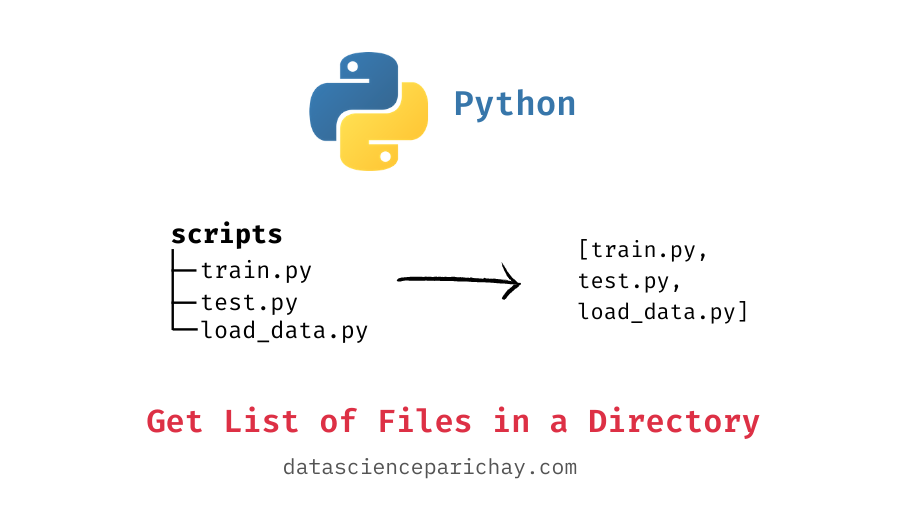 Python
scripts
train.py
test.py
load_data.py
[train.py,
test.py,
load_data.py]
Get List of Files in a Directory
datascienceparichay.com